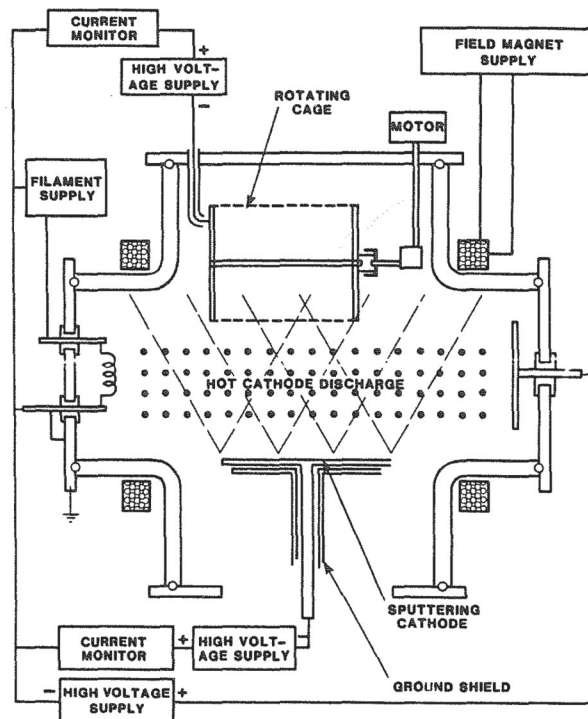 CURRENT
MONITOR
+
HIGH VOLT-
AGE SUPPLY
−
FIELD MAGNET
SUPPLY
ROTATING
CAGE
MOTOR
FILAMENT
SUPPLY
HOT CATHODE DISCHARGE
SPUTTERING
CATHODE
CURRENT
MONITOR
+
HIGH VOLT-
AGE SUPPLY
−
GROUND SHIELD
−
HIGH VOLTAGE
SUPPLY
+